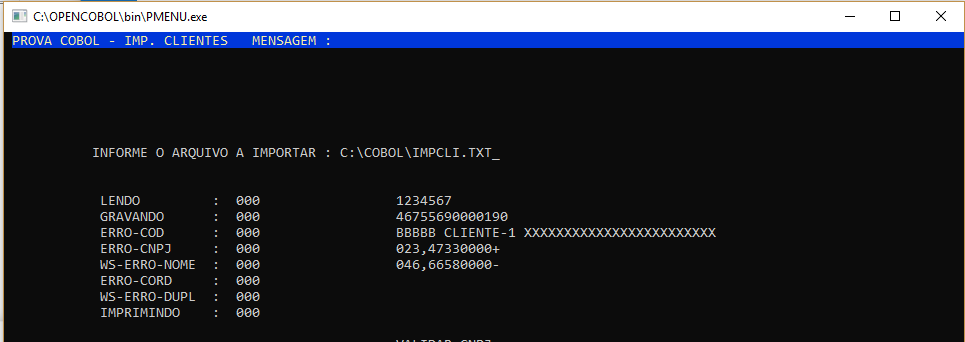 C:\OPENCOBOL\bin\PMENU.exe
PROVA COBOL - IMP. CLIENTES MENSAGEM :
INFORME O ARQUIVO A IMPORTAR : C:\COBOL\IMPCLI.TXT_
LENDO : 000 1234567
GRAVANDO : 000 46755690000190
ERRO-COD : 000 BBBBB CLIENTE-1 XXXXXXXXXXXXXXXXXXXXXXXX
ERRO-CNPJ : 000 023,47330000+
WS-ERRO-NOME : 000 046,66580000-
ERRO-CORD : 000
WS-ERRO-DUPL : 000
IMPRIMINDO : 000
VALIDAR CNPJ